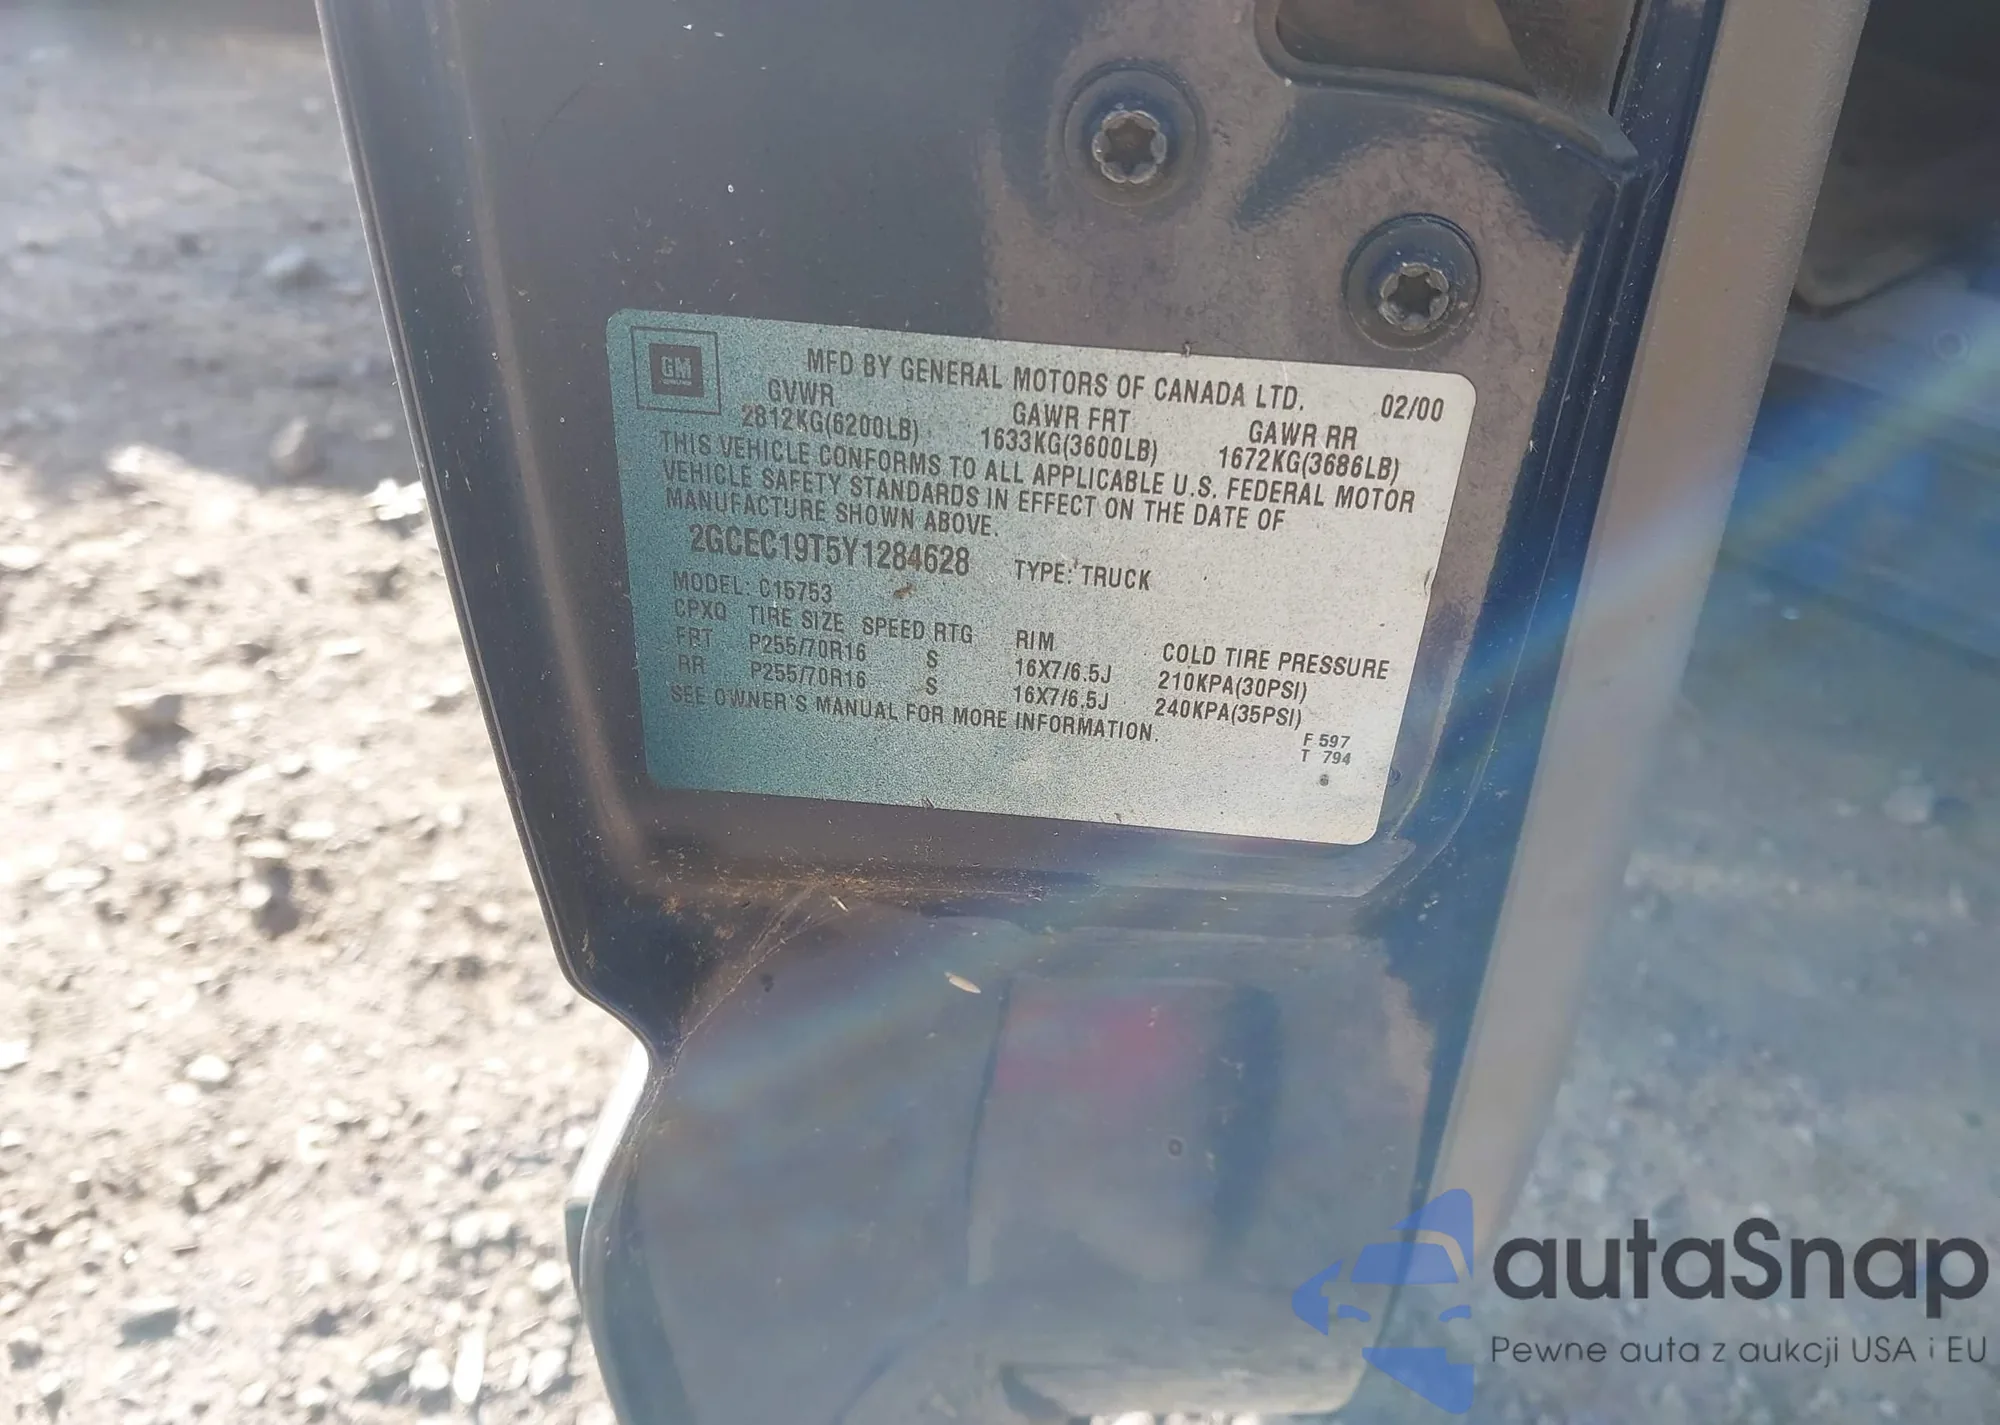 GM
MFD BY GENERAL MOTORS OF CANADA LTD.
02/00
GVWR GAWR FRT GAWR RR
2812KG(6200LB) 1633KG(3600LB) 1672KG(3686LB)
THIS VEHICLE CONFORMS TO ALL APPLICABLE U.S. FEDERAL MOTOR
VEHICLE SAFETY STANDARDS IN EFFECT ON THE DATE OF
MANUFACTURE SHOWN ABOVE.
2GCEC19T5Y1284628 TYPE: TRUCK
MODEL: C15753
CPXQ TIRE SIZE SPEED RTG RIM COLD TIRE PRESSURE
FRT P255/70R16 S 16X7/6.5J 210KPA(30PSI)
RR P255/70R16 S 16X7/6.5J 240KPA(35PSI)
SEE OWNER'S MANUAL FOR MORE INFORMATION.
F 597
T 794
autaSnap
Pewne auta z aukcji USA i EU